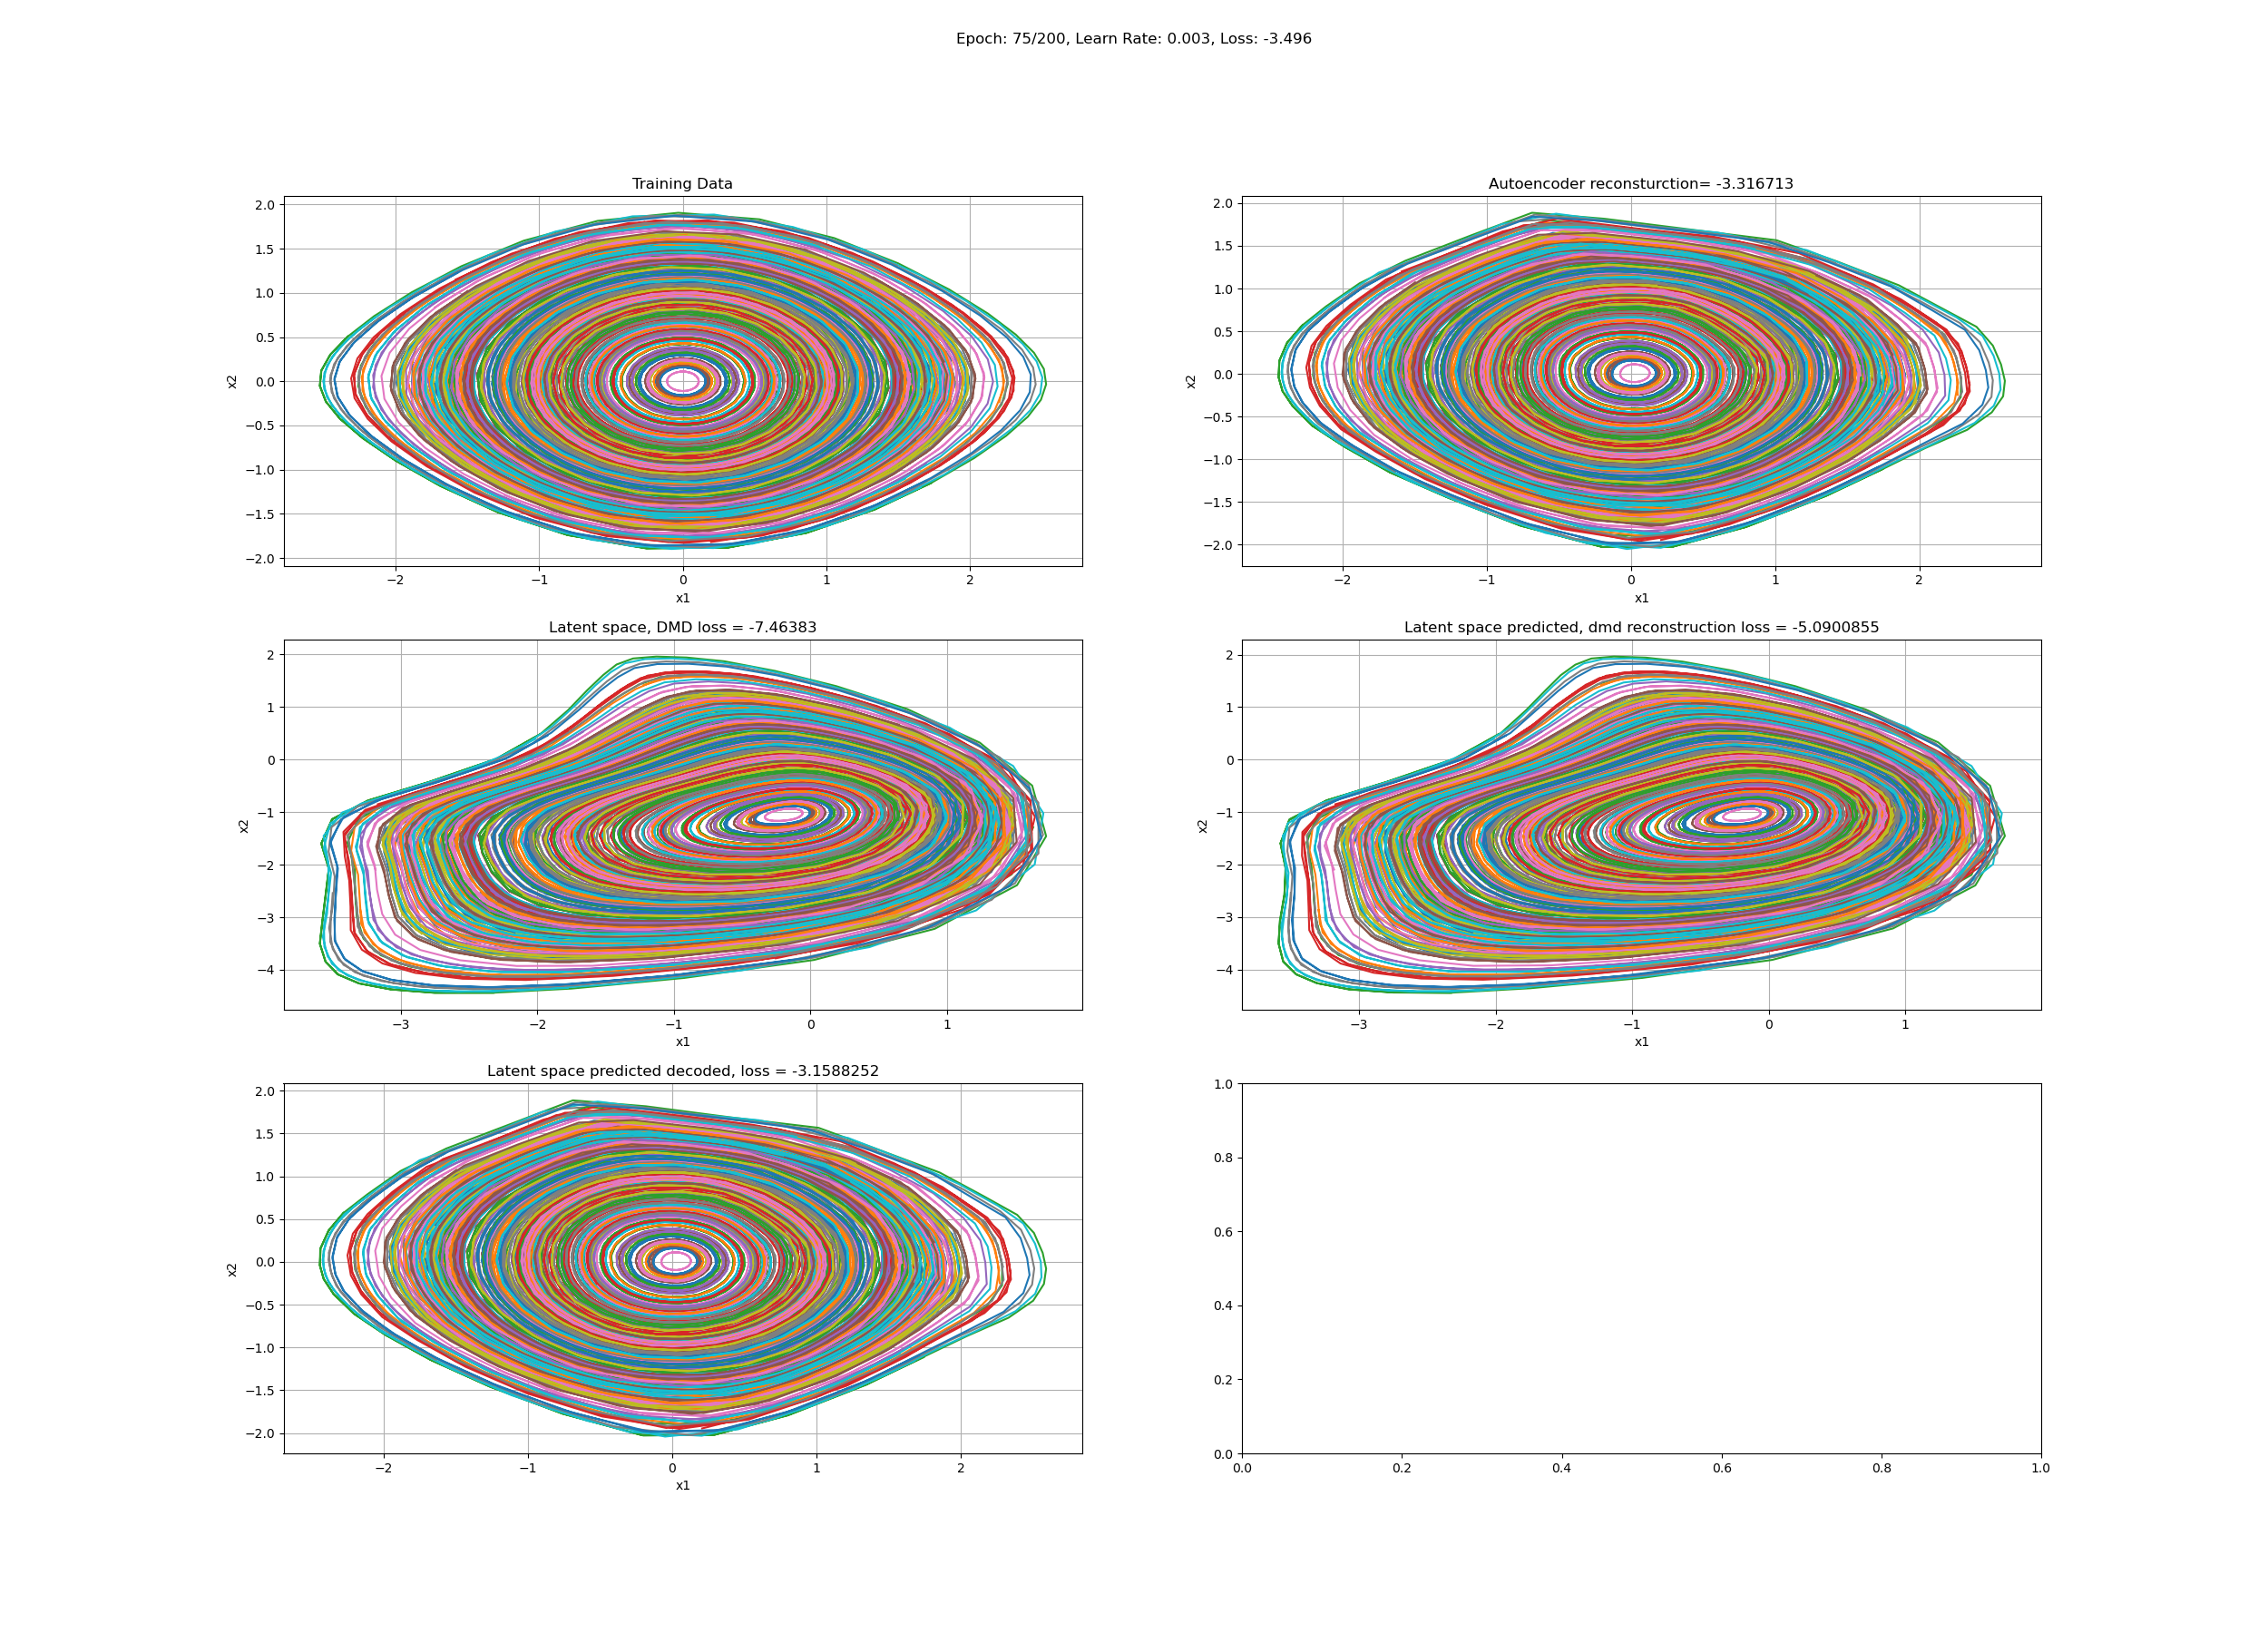 Epoch: 75/200, Learn Rate: 0.003, Loss: -3.496
Training Data
2.0
1.5
1.0
0.5
0.0
−0.5
−1.0
−1.5
−2.0
x2
−2 −1 0 1 2
x1
Autoencoder reconsturction= -3.316713
2.0
1.5
1.0
0.5
0.0
−0.5
−1.0
−1.5
−2.0
x2
−2 −1 0 1 2
x1
Latent space, DMD loss = -7.46383
2
1
0
−1
−2
−3
−4
x2
−3 −2 −1 0 1
x1
Latent space predicted, dmd reconstruction loss = -5.0900855
2
1
0
−1
−2
−3
−4
x2
−3 −2 −1 0 1
x1
Latent space predicted decoded, loss = -3.1588252
2.0
1.5
1.0
0.5
0.0
−0.5
−1.0
−1.5
−2.0
x2
−2 −1 0 1 2
x1
1.0
0.8
0.6
0.4
0.2
0.0
0.0 0.2 0.4 0.6 0.8 1.0